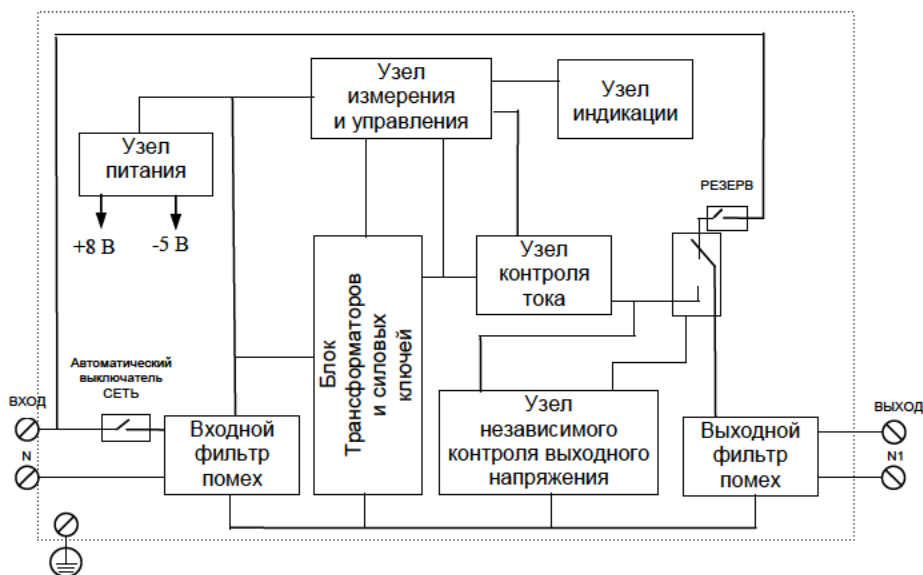 Узел
измерения
и управления
Узел
индикации
Узел
питания
+8 В
-5 В
РЕЗЕРВ
Узел
контроля
тока
Блок
Трансформаторов
и силовых
ключей
Автоматический
выключатель
СЕТЬ
ВХОД
N
Входной
фильтр
помех
Узел
независимого
контроля выходного
напряжения
Выходной
фильтр
помех
ВЫХОД
N1